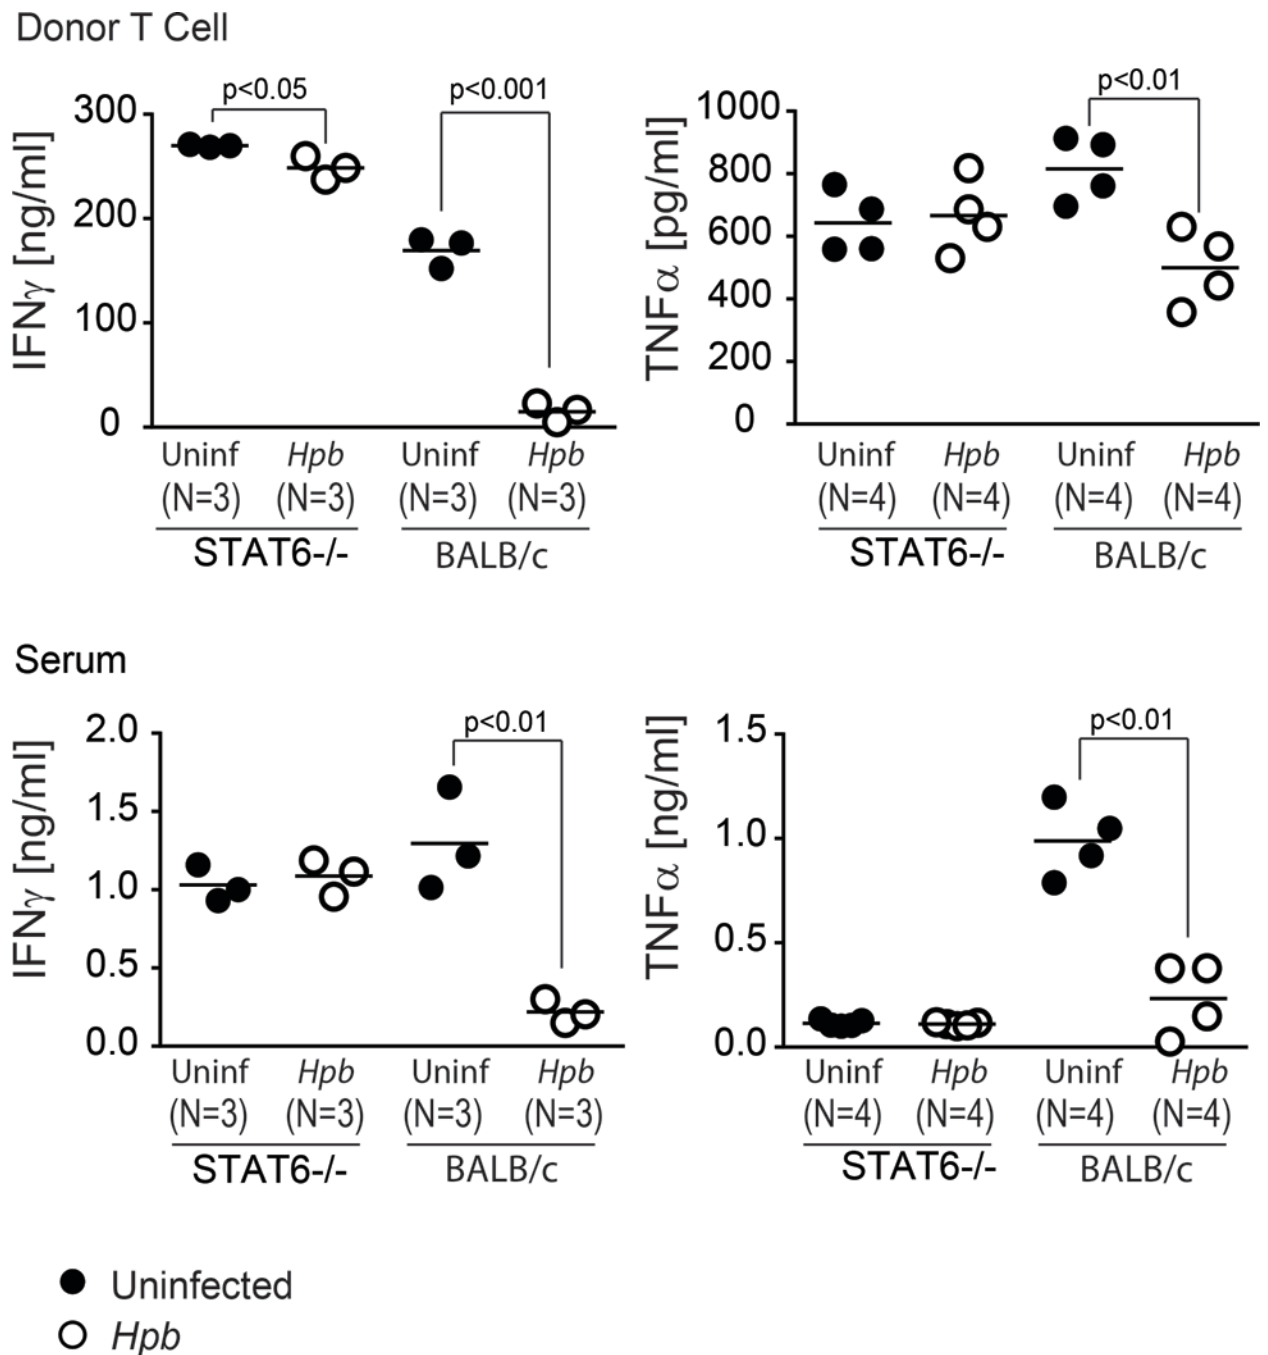 Donor T Cell
p<0.05
p<0.001
IFNγ [ng/ml]
300
200
100
0
Uninf Hpb Uninf Hpb
(N=3) (N=3) (N=3) (N=3)
STAT6-/- BALB/c
p<0.01
TNFα [pg/ml]
1000
800
600
400
200
0
Uninf Hpb Uninf Hpb
(N=4) (N=4) (N=4) (N=4)
STAT6-/- BALB/c
Serum
p<0.01
IFNγ [ng/ml]
2.0
1.5
1.0
0.5
0.0
Uninf Hpb Uninf Hpb
(N=3) (N=3) (N=3) (N=3)
STAT6-/- BALB/c
p<0.01
TNFα [ng/ml]
1.5
1.0
0.5
0.0
Uninf Hpb Uninf Hpb
(N=4) (N=4) (N=4) (N=4)
STAT6-/- BALB/c
Uninfected
Hpb